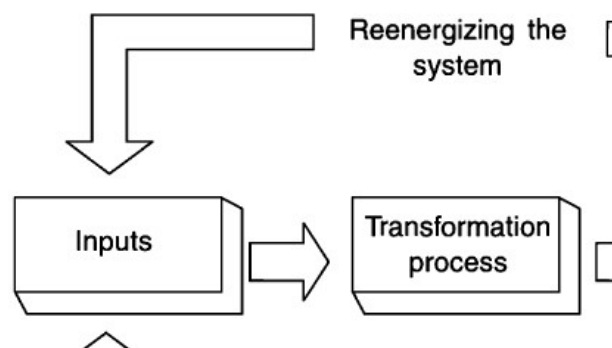 Reenergizing the
system
Inputs
Transformation
process